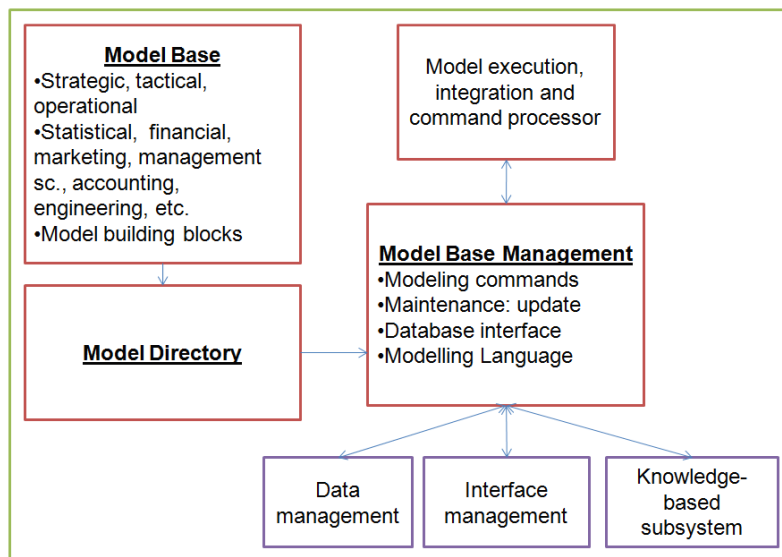 Model Base
•Strategic, tactical,
operational
•Statistical, financial,
marketing, management
sc., accounting,
engineering, etc.
•Model building blocks
Model execution,
integration and
command processor
Model Directory
Model Base Management
•Modeling commands
•Maintenance: update
•Database interface
•Modelling Language
Data
management
Interface
management
Knowledge-
based
subsystem